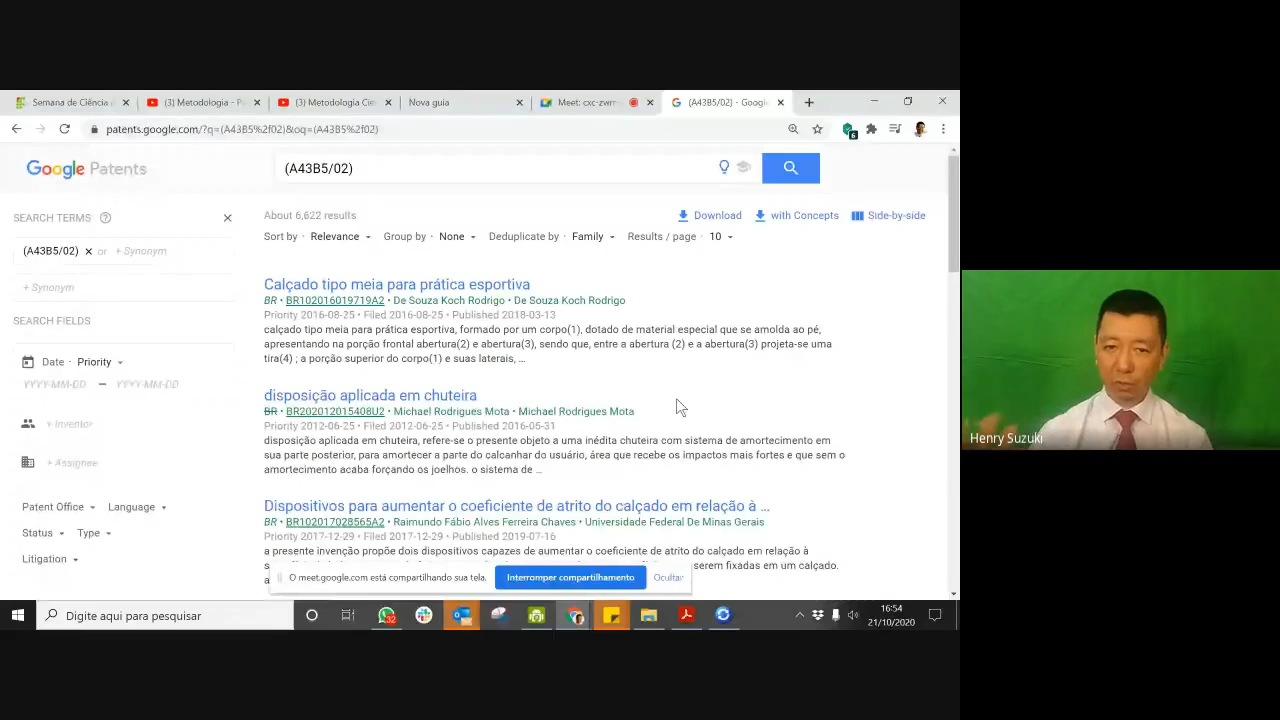 Semana de Ciência
(3) Metodologia - P
(3) Metodologia Cie
Nova guia
Meet: cxc-zwm
(A43B5/02) - Google
patents.google.com/?q=(A43B5%2f02)&oq=(A43B5%2f02)
6
Google Patents
(A43B5/02)
SEARCH TERMS
(A43B5/02) or + Synonym
+ Synonym
SEARCH FIELDS
Date · Priority
YYYY-MM-DD – YYYY-MM-DD
+ Inventor
+ Assignee
Patent Office Language
Status Type
Litigation
About 6,622 results
Download with Concepts Side-by-side
Sort by · Relevance Group by · None Deduplicate by · Family Results / page · 10
Calçado tipo meia para prática esportiva
BR • BR102016019719A2 • De Souza Koch Rodrigo • De Souza Koch Rodrigo
Priority 2016-08-25 • Filed 2016-08-25 • Published 2018-03-13
calçado tipo meia para prática esportiva, formado por um corpo(1), dotado de material especial que se amolda ao pé,
apresentando na porção frontal abertura(2) e abertura(3), sendo que, entre a abertura (2) e a abertura(3) projeta-se uma
tira(4) ; a porção superior do corpo(1) e suas laterais, …
disposição aplicada em chuteira
BR • BR202012015408U2 • Michael Rodrigues Mota • Michael Rodrigues Mota
Priority 2012-06-25 • Filed 2012-06-25 • Published 2016-05-31
disposição aplicada em chuteira, refere-se o presente objeto a uma inédita chuteira com sistema de amortecimento em
sua parte posterior, para amortecer a parte do calcanhar do usuário, área que recebe os impactos mais fortes e que sem o
amortecimento acaba forçando os joelhos. o sistema de …
Dispositivos para aumentar o coeficiente de atrito do calçado em relação à …
BR • BR102017028565A2 • Raimundo Fábio Alves Ferreira Chaves • Universidade Federal De Minas Gerais
Priority 2017-12-29 • Filed 2017-12-29 • Published 2019-07-16
a presente invenção propõe dois dispositivos capazes de aumentar o coeficiente de atrito do calçado em relação à
serem fixadas em um calçado.
O meet.google.com está compartilhando sua tela.
Interromper compartilhamento
Ocultar
Digite aqui para pesquisar
32
16:54
21/10/2020
Henry Suzuki